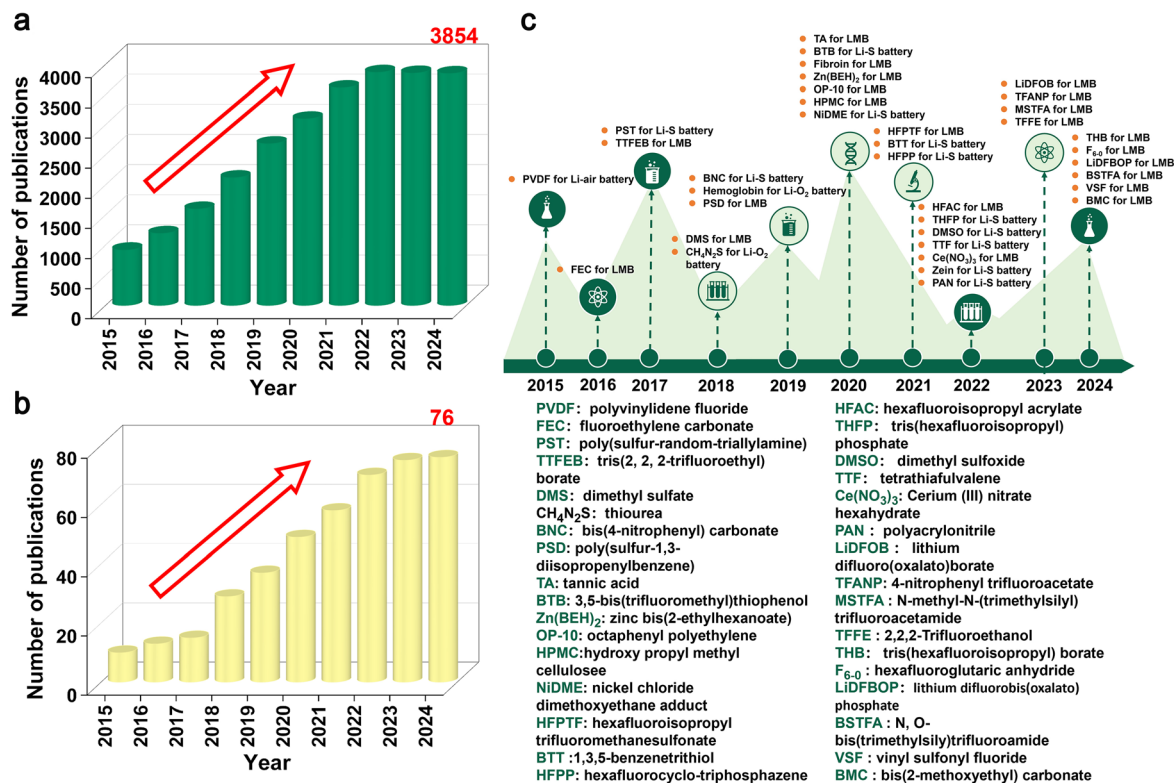 a
3854
Number of publications
4000
3500
3000
2500
2000
1500
1000
500
0
2015
2016
2017
2018
2019
2020
2021
2022
2023
2024
Year
b
76
Number of publications
80
60
40
20
0
2015
2016
2017
2018
2019
2020
2021
2022
2023
2024
Year
c
PVDF for Li-air battery
FEC for LMB
PST for Li-S battery
TTFEB for LMB
DMS for LMB
CH₄N₂S for Li-O₂
battery
BNC for Li-S battery
Hemoglobin for Li-O₂ battery
PSD for LMB
TA for LMB
BTB for Li-S battery
Fibroin for LMB
Zn(BEH)₂ for LMB
OP-10 for LMB
HPMC for LMB
NiDME for Li-S battery
HFPTF for LMB
BTT for Li-S battery
HFPP for Li-S battery
HFAC for LMB
THFP for Li-S battery
DMSO for Li-S battery
TTF for Li-S battery
Ce(NO₃)₃ for LMB
Zein for Li-S battery
PAN for Li-S battery
LiDFOB for LMB
TFANP for LMB
MSTFA for LMB
TFFE for LMB
THB for LMB
F₆₋₀ for LMB
LiDFBOP for LMB
BSTFA for LMB
VSF for LMB
BMC for LMB
2015
2016
2017
2018
2019
2020
2021
2022
2023
2024
PVDF: polyvinylidene fluoride
FEC: fluoroethylene carbonate
PST: poly(sulfur-random-triallylamine)
TTFEB: tris(2, 2, 2-trifluoroethyl)
borate
DMS: dimethyl sulfate
CH₄N₂S: thiourea
BNC: bis(4-nitrophenyl) carbonate
PSD: poly(sulfur-1,3-
diisopropenylbenzene)
TA: tannic acid
BTB: 3,5-bis(trifluoromethyl)thiophenol
Zn(BEH)₂: zinc bis(2-ethylhexanoate)
OP-10: octaphenyl polyethylene
HPMC:hydroxy propyl methyl
cellulosee
NiDME: nickel chloride
dimethoxyethane adduct
HFPTF: hexafluoroisopropyl
trifluoromethanesulfonate
BTT :1,3,5-benzenetrithiol
HFPP: hexafluorocyclo-triphosphazene
HFAC: hexafluoroisopropyl acrylate
THFP: tris(hexafluoroisopropyl)
phosphate
DMSO: dimethyl sulfoxide
TTF: tetrathiafulvalene
Ce(NO₃)₃: Cerium (III) nitrate
hexahydrate
PAN: polyacrylonitrile
LiDFOB : lithium
difluoro(oxalato)borate
TFANP: 4-nitrophenyl trifluoroacetate
MSTFA: N-methyl-N-(trimethylsilyl)
trifluoroacetamide
TFFE : 2,2,2-Trifluoroethanol
THB: tris(hexafluoroisopropyl) borate
F₆₋₀ : hexafluoroglutaric anhydride
LiDFBOP: lithium difluorobis(oxalato)
phosphate
BSTFA : N, O-
bis(trimethylsily)trifluoroamide
VSF: vinyl sulfonyl fluoride
BMC: bis(2-methoxyethyl) carbonate